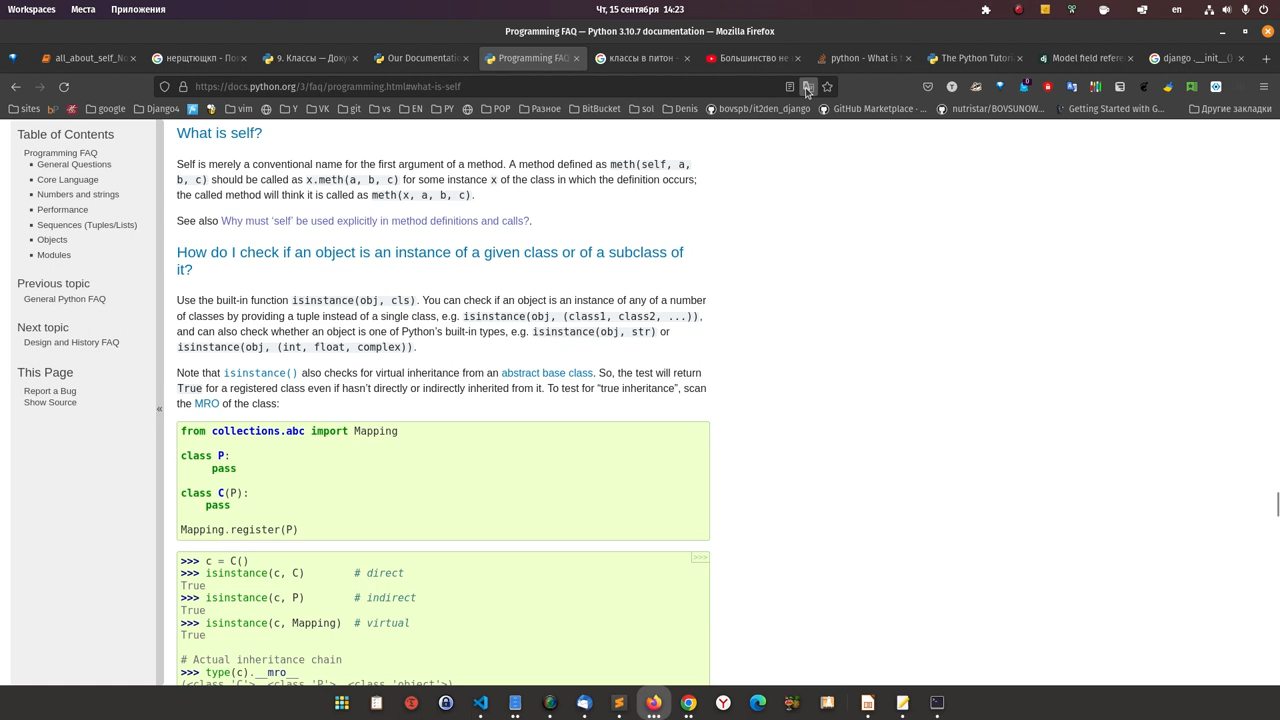 Workspaces Места Приложения Чт, 15 сентября 14:23 en
Programming FAQ — Python 3.10.7 documentation — Mozilla Firefox
all_about_self_No нерцтющкп - Пои 9. Классы — Доку Our Documentatio Programming FAQ классы в питон - Большинство не python - What is The Python Tutori Model field refere django .__init__()
https://docs.python.org/3/faq/programming.html#what-is-self
sites google Django4 vim Y VK git vs EN PY POP Разное BitBucket sol Denis bovspb/it2den_django GitHub Marketplace - ... nutristar/BOVSUNOW... Getting Started with G... Другие закладки
Table of Contents
Programming FAQ
General Questions
Core Language
Numbers and strings
Performance
Sequences (Tuples/Lists)
Objects
Modules
Previous topic
General Python FAQ
Next topic
Design and History FAQ
This Page
Report a Bug
Show Source
«
What is self?
Self is merely a conventional name for the first argument of a method. A method defined as meth(self, a,
b, c) should be called as x.meth(a, b, c) for some instance x of the class in which the definition occurs;
the called method will think it is called as meth(x, a, b, c).
See also Why must ‘self’ be used explicitly in method definitions and calls?.
How do I check if an object is an instance of a given class or of a subclass of
it?
Use the built-in function isinstance(obj, cls). You can check if an object is an instance of any of a number
of classes by providing a tuple instead of a single class, e.g. isinstance(obj, (class1, class2, ...)),
and can also check whether an object is one of Python’s built-in types, e.g. isinstance(obj, str) or
isinstance(obj, (int, float, complex)).
Note that isinstance() also checks for virtual inheritance from an abstract base class. So, the test will return
True for a registered class even if hasn’t directly or indirectly inherited from it. To test for “true inheritance”, scan
the MRO of the class:
from collections.abc import Mapping
class P:
pass
class C(P):
pass
Mapping.register(P)
>>>
>>> c = C()
>>> isinstance(c, C) # direct
True
>>> isinstance(c, P) # indirect
True
>>> isinstance(c, Mapping) # virtual
True
# Actual inheritance chain
>>> type(c).__mro__
(<class 'C'>, <class 'P'>, <class 'object'>)